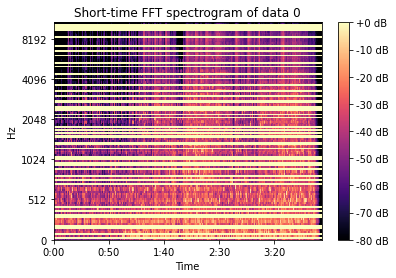 Short-time FFT spectrogram of data 0
+0 dB
-10 dB
-20 dB
-30 dB
-40 dB
-50 dB
-60 dB
-70 dB
-80 dB
Hz
8192
4096
2048
1024
512
0
0:00
0:50
1:40
2:30
3:20
Time